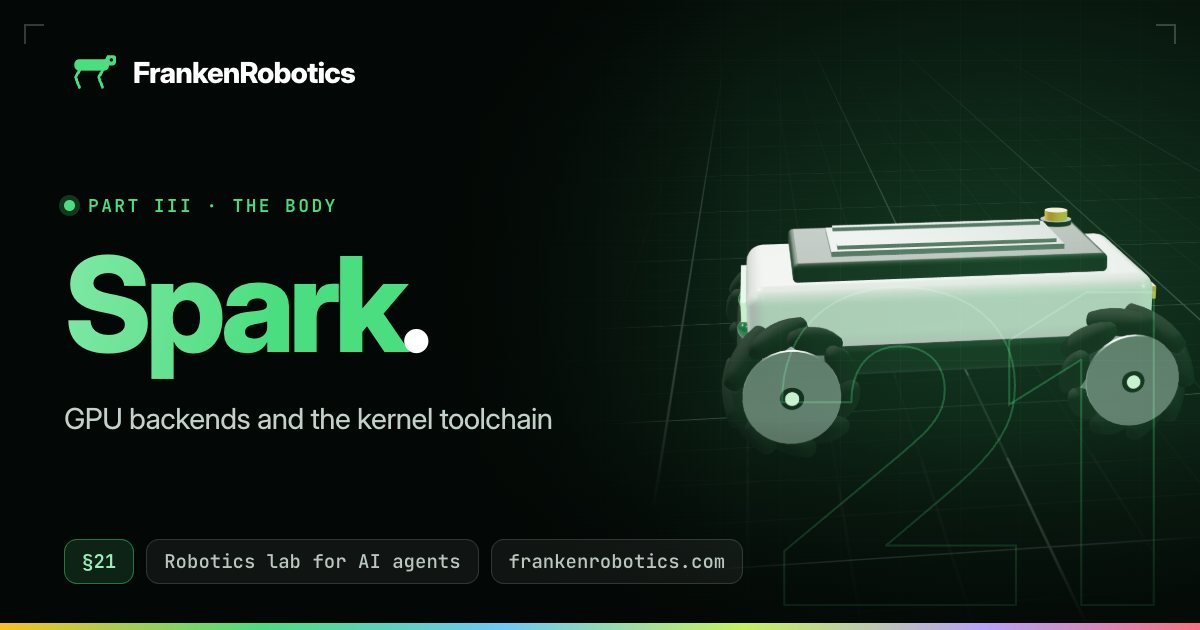 FrankenRobotics
PART III · THE BODY
Spark.
GPU backends and the kernel toolchain
§21
Robotics lab for AI agents
frankenrobotics.com
21